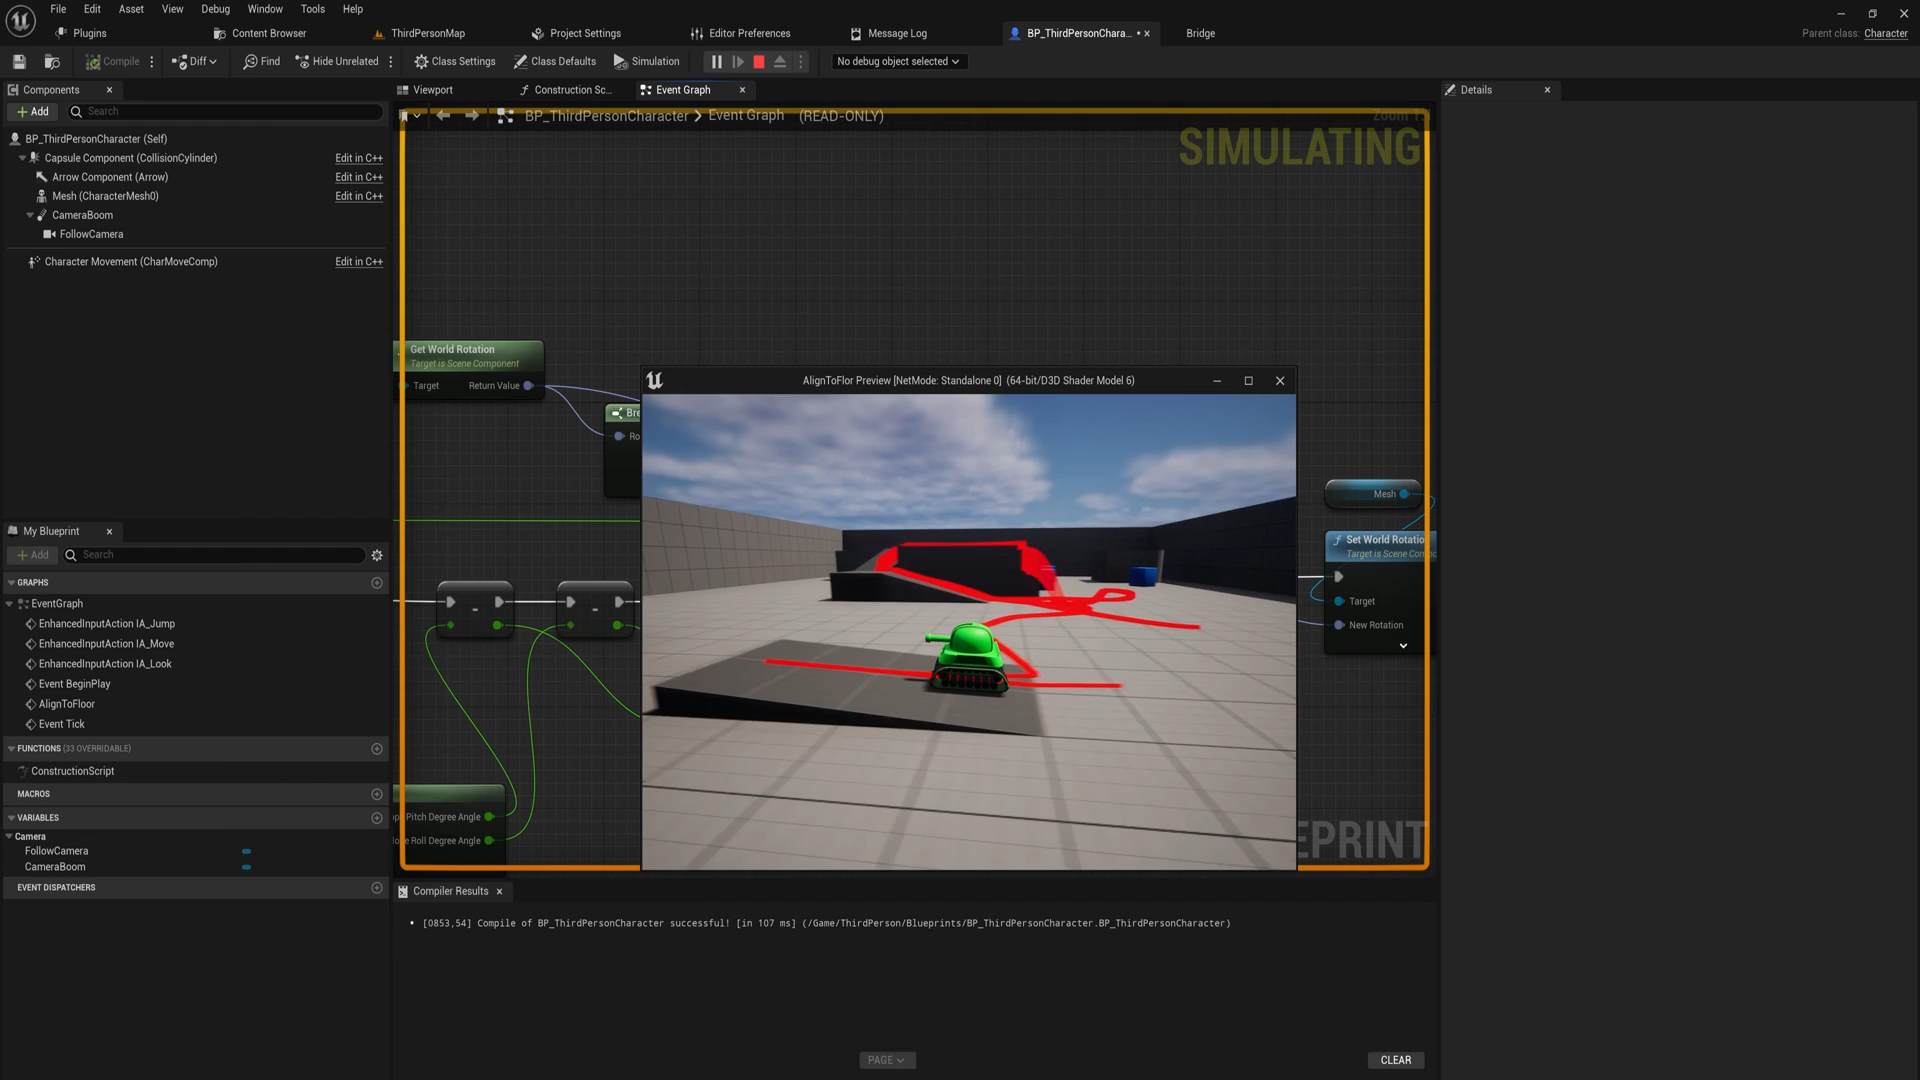 File Edit Asset View Debug Window Tools Help
Plugins Content Browser ThirdPersonMap Project Settings Editor Preferences Message Log BP_ThirdPersonChara... Bridge Parent class: Character
Compile Diff Find Hide Unrelated Class Settings Class Defaults Simulation No debug object selected
Components
Viewport Construction Sc... Event Graph Details
Add Search
BP_ThirdPersonCharacter > Event Graph (READ-ONLY)
SIMULATING
BP_ThirdPersonCharacter (Self)
Capsule Component (CollisionCylinder) Edit in C++
Arrow Component (Arrow) Edit in C++
Mesh (CharacterMesh0) Edit in C++
CameraBoom
FollowCamera
Character Movement (CharMoveComp) Edit in C++
Get World Rotation
Target is Scene Component
Target Return Value
Bre
Ro
AlignToFlor Preview [NetMode: Standalone 0] (64-bit/D3D Shader Model 6)
Mesh
Set World Rotatio
Target is Scene Compo
Target
New Rotation
Pitch Degree Angle
Roll Degree Angle
EPRINT
My Blueprint
Add Search
GRAPHS
EventGraph
EnhancedInputAction IA_Jump
EnhancedInputAction IA_Move
EnhancedInputAction IA_Look
Event BeginPlay
AlignToFloor
Event Tick
FUNCTIONS (33 OVERRIDABLE)
ConstructionScript
MACROS
VARIABLES
Camera
FollowCamera
CameraBoom
EVENT DISPATCHERS
Compiler Results
[0853,54] Compile of BP_ThirdPersonCharacter successful! [in 107 ms] (/Game/ThirdPerson/Blueprints/BP_ThirdPersonCharacter.BP_ThirdPersonCharacter)
PAGE CLEAR